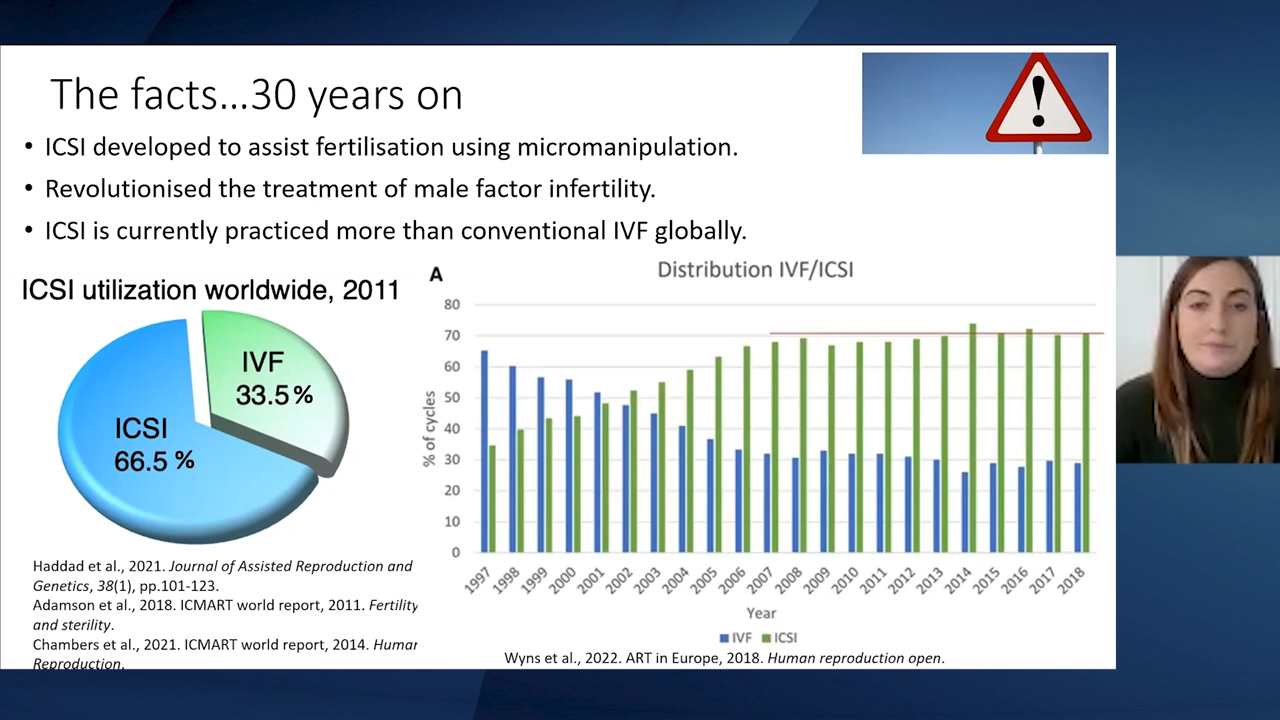 The facts...30 years on
• ICSI developed to assist fertilisation using micromanipulation.
• Revolutionised the treatment of male factor infertility.
• ICSI is currently practiced more than conventional IVF globally.
ICSI utilization worldwide, 2011
IVF
33.5 %
ICSI
66.5 %
Haddad et al., 2021. Journal of Assisted Reproduction and
Genetics, 38(1), pp.101-123.
Adamson et al., 2018. ICMART world report, 2011. Fertility
and sterility.
Chambers et al., 2021. ICMART world report, 2014. Human
Reproduction.
A
Distribution IVF/ICSI
% of cycles
80
70
60
50
40
30
20
10
0
1997 1998 1999 2000 2001 2002 2003 2004 2005 2006 2007 2008 2009 2010 2011 2012 2013 2014 2015 2016 2017 2018
Year
IVF ICSI
Wyns et al., 2022. ART in Europe, 2018. Human reproduction open.
!